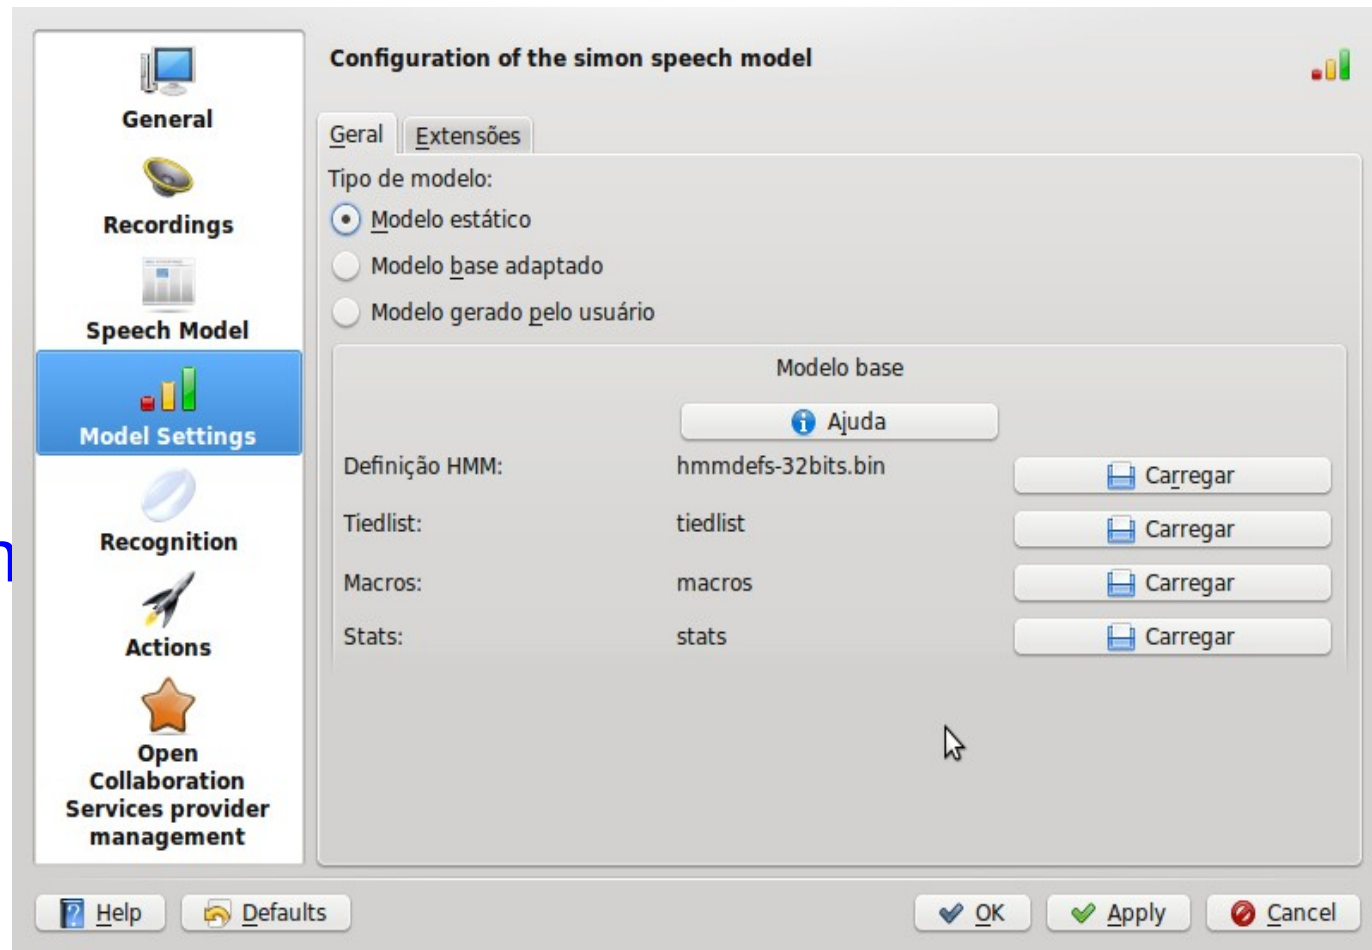 Configuration of the simon speech model
General
Recordings
Speech Model
Model Settings
Recognition
Actions
Open
Collaboration
Services provider
management
Geral Extensões
Tipo de modelo:
Modelo estático
Modelo base adaptado
Modelo gerado pelo usuário
Modelo base
Ajuda
Definição HMM: hmmdefs-32bits.bin Carregar
Tiedlist: tiedlist Carregar
Macros: macros Carregar
Stats: stats Carregar
Help Defaults OK Apply Cancel